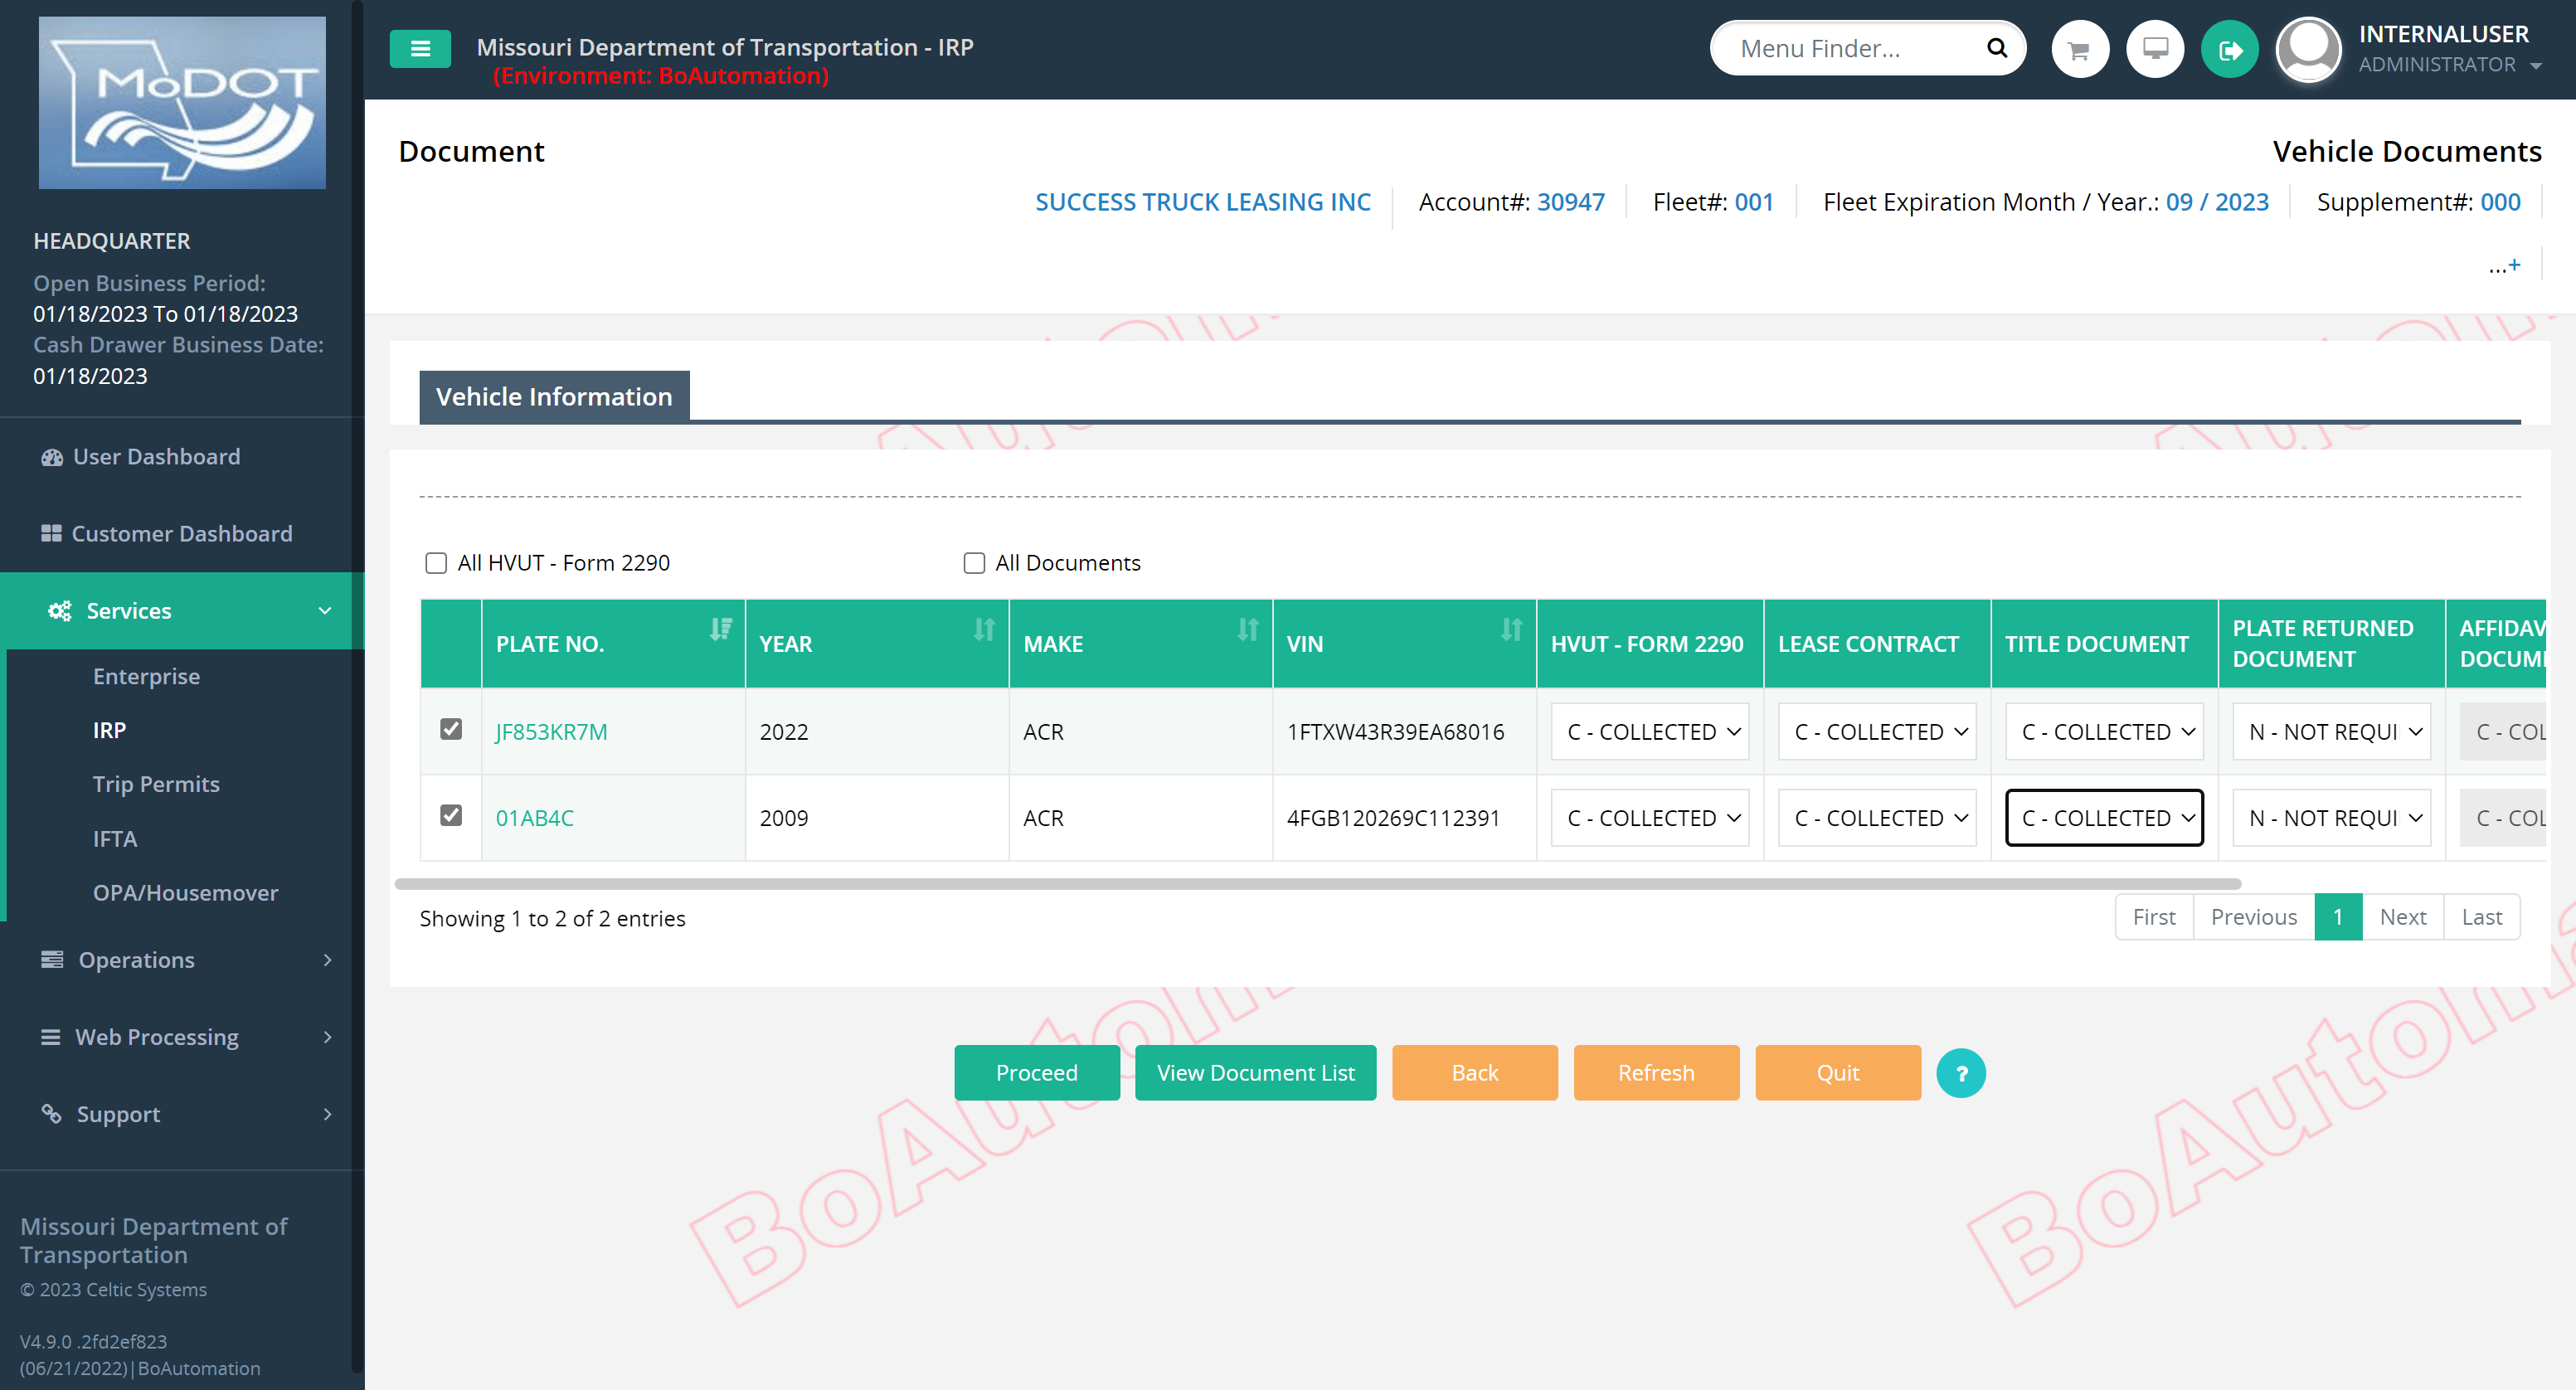 MoDOT
HEADQUARTER
Open Business Period:
01/18/2023 To 01/18/2023
Cash Drawer Business Date:
01/18/2023
User Dashboard
Customer Dashboard
Services
Enterprise
IRP
Trip Permits
IFTA
OPA/Housemover
Operations
Web Processing
Support
Missouri Department of
Transportation
© 2023 Celtic Systems
V4.9.0 .2fd2ef823
(06/21/2022)|BoAutomation
Missouri Department of Transportation - IRP
(Environment: BoAutomation)
Menu Finder...
INTERNALUSER
ADMINISTRATOR
Document
Vehicle Documents
SUCCESS TRUCK LEASING INC Account#: 30947 Fleet#: 001 Fleet Expiration Month / Year.: 09 / 2023 Supplement#: 000
...+
Vehicle Information
All HVUT - Form 2290 All Documents
PLATE NO. YEAR MAKE VIN HVUT - FORM 2290 LEASE CONTRACT TITLE DOCUMENT PLATE RETURNED DOCUMENT AFFIDAV DOCUM
JF853KR7M 2022 ACR 1FTXW43R39EA68016 C - COLLECTED C - COLLECTED C - COLLECTED N - NOT REQUI C - COL
01AB4C 2009 ACR 4FGB120269C112391 C - COLLECTED C - COLLECTED C - COLLECTED N - NOT REQUI C - COL
Showing 1 to 2 of 2 entries
First Previous 1 Next Last
Proceed View Document List Back Refresh Quit ?
BoAutoma
BoAutoma